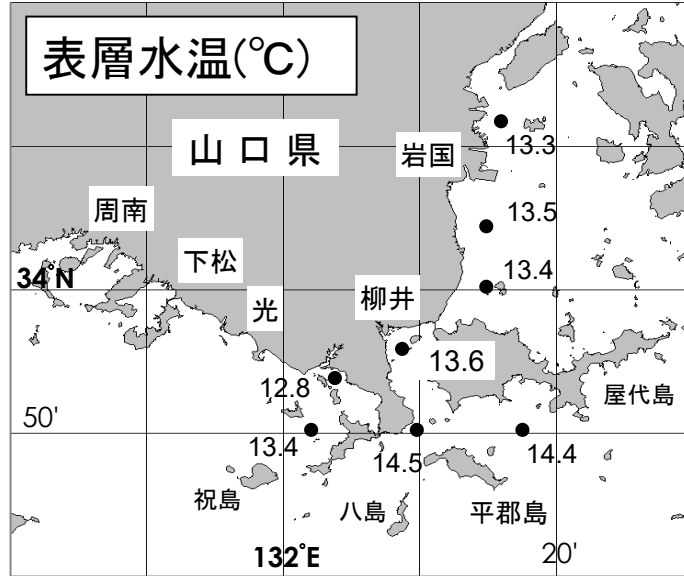 表層水温(℃)
山口県
岩国
13.3
周南
13.5
下松
34°N
13.4
光
柳井
13.6
12.8
屋代島
50'
13.4
14.5
14.4
祝島
八島
平郡島
132°E
20'